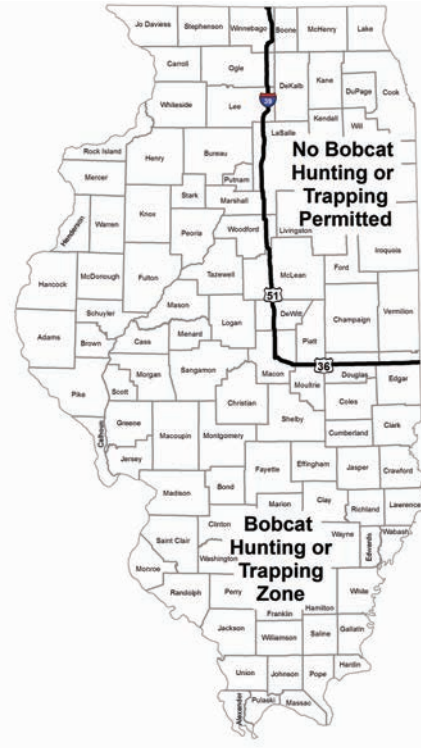 Jo Daviess
Stephenson
Winnebago
Boone
McHenry
Lake
Carroll
Ogle
DeKalb
Kane
DuPage
Cook
39
Whiteside
Lee
Kendall
Will
LaSalle
Rock Island
Henry
Bureau
No Bobcat
Hunting or
Trapping
Permitted
Mercer
Putnam
Stark
Marshall
Henderson
Warren
Knox
Peoria
Woodford
Livingston
Iroquois
Hancock
McDonough
Fulton
Tazewell
McLean
Ford
51
Mason
Schuyler
Logan
DeWitt
Champaign
Vermilion
Adams
Brown
Cass
Menard
Piatt
36
Macon
Douglas
Edgar
Moultrie
Pike
Scott
Morgan
Sangamon
Christian
Coles
Shelby
Greene
Calhoun
Macoupin
Montgomery
Cumberland
Clark
Jersey
Fayette
Effingham
Jasper
Crawford
Madison
Bond
Marion
Clay
Richland
Lawrence
Clinton
Bobcat
Hunting or
Trapping
Zone
Wayne
Edwards
Wabash
Saint Clair
Washington
Monroe
Randolph
Perry
White
Hamilton
Franklin
Jackson
Williamson
Saline
Gallatin
Union
Johnson
Pope
Hardin
Alexander
Pulaski
Massac